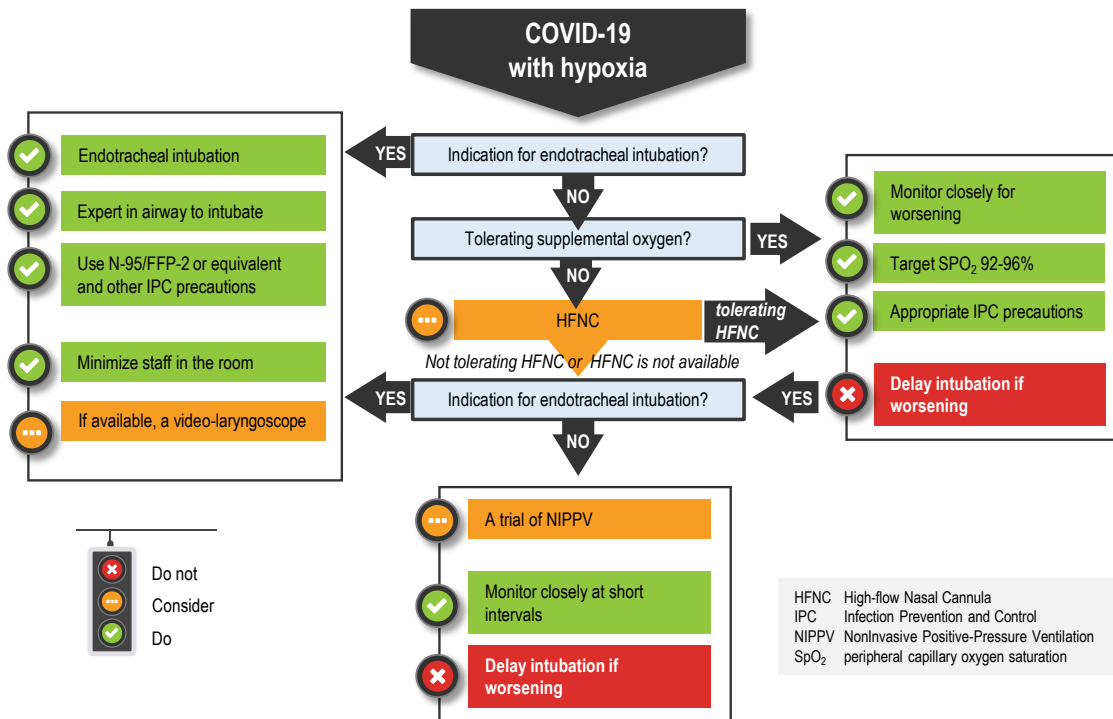 COVID-19
with hypoxia
Indication for endotracheal intubation?
YES
NO
Endotracheal intubation
Expert in airway to intubate
Use N-95/FFP-2 or equivalent
and other IPC precautions
Minimize staff in the room
If available, a video-laryngoscope
Tolerating supplemental oxygen?
YES
NO
Monitor closely for
worsening
Target SPO₂ 92-96%
Appropriate IPC precautions
Delay intubation if
worsening
HFNC
tolerating
HFNC
Not tolerating HFNC or HFNC is not available
Indication for endotracheal intubation?
YES
YES
NO
A trial of NIPPV
Monitor closely at short
intervals
Delay intubation if
worsening
Do not
Consider
Do
HFNC High-flow Nasal Cannula
IPC Infection Prevention and Control
NIPPV NonInvasive Positive-Pressure Ventilation
SpO₂ peripheral capillary oxygen saturation